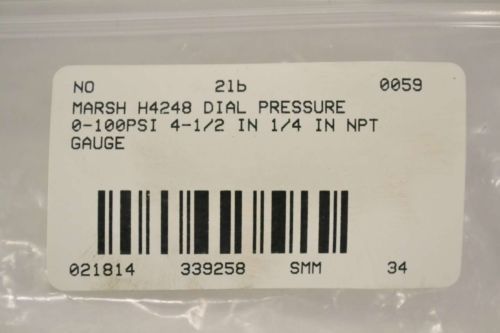 NO 21b 0059
MARSH H4248 DIAL PRESSURE
0-100PSI 4-1/2 IN 1/4 IN NPT
GAUGE
021814 339258 SMM 34